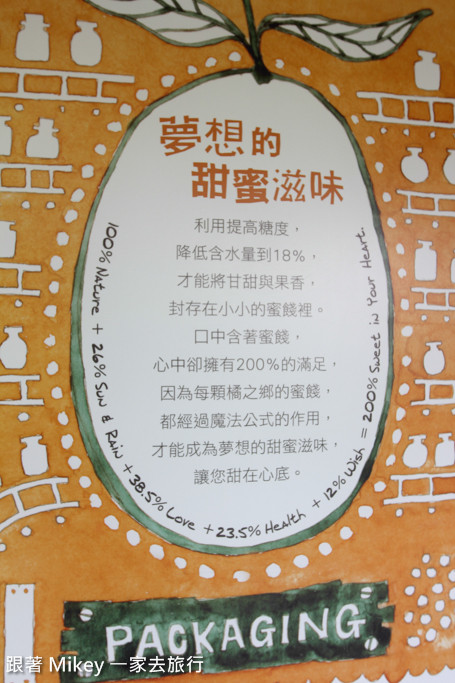 夢想的
甜蜜滋味
利用提高糖度，
降低含水量到18%，
才能將甘甜與果香，
封存在小小的蜜餞裡。
口中含著蜜餞，
心中卻擁有200%的滿足，
因為每顆橘之鄉的蜜餞，
都經過魔法公式的作用，
才能成為夢想的甜蜜滋味，
讓您甜在心底。
100% Nature + 26% Sun & Rain + 38.5% Love + 23.5% Health + 12% Wish = 200% Sweet in Your Heart.
PACKAGING
跟著 Mikey 一家去旅行